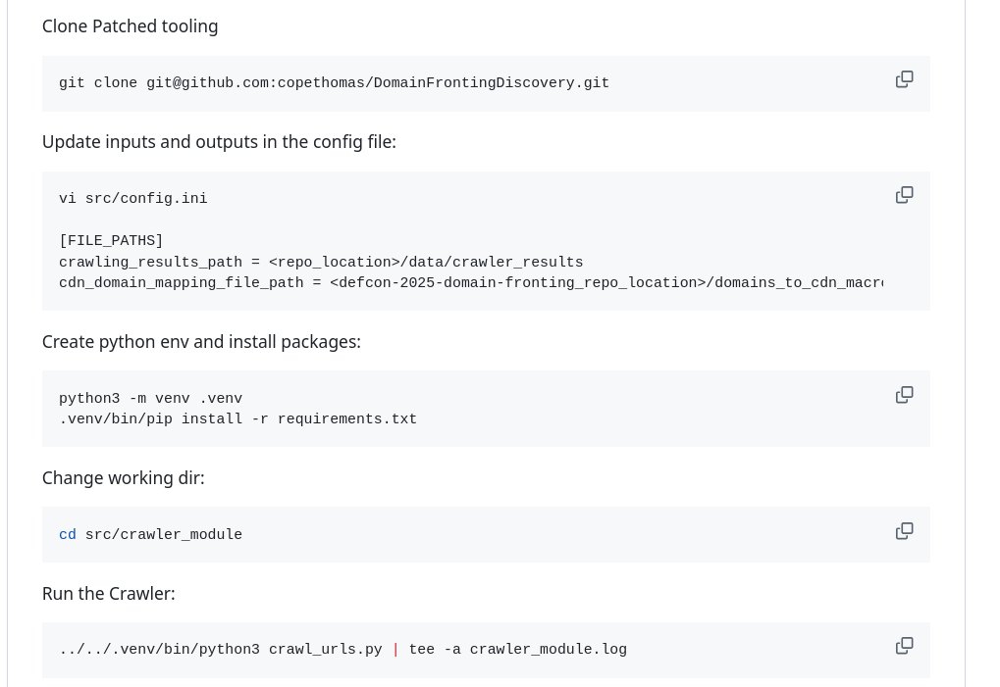 Clone Patched tooling
git clone git@github.com:copethomas/DomainFrontingDiscovery.git
Update inputs and outputs in the config file:
vi src/config.ini
[FILE_PATHS]
crawling_results_path = <repo_location>/data/crawler_results
cdn_domain_mapping_file_path = <defcon-2025-domain-fronting_repo_location>/domains_to_cdn_macr
Create python env and install packages:
python3 -m venv .venv
.venv/bin/pip install -r requirements.txt
Change working dir:
cd src/crawler_module
Run the Crawler:
../../.venv/bin/python3 crawl_urls.py | tee -a crawler_module.log